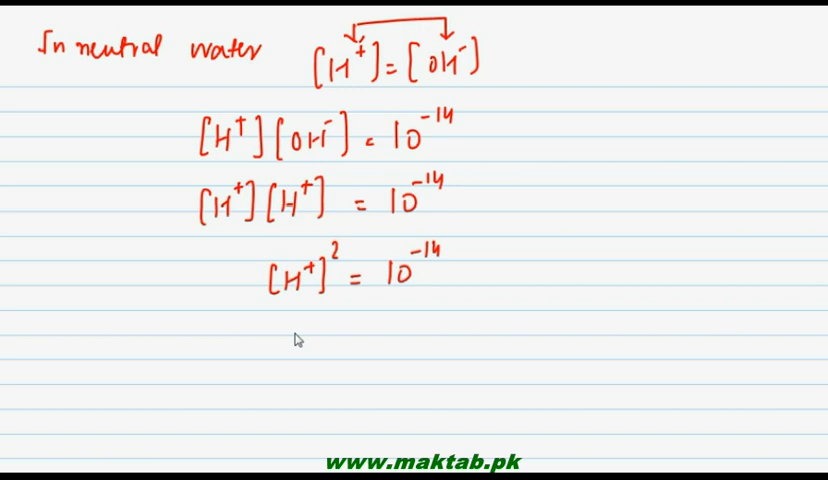 In neutral water [H⁺] = [OH⁻]
[H⁺][OH⁻] = 10⁻¹⁴
[H⁺][H⁺] = 10⁻¹⁴
[H⁺]² = 10⁻¹⁴
www.maktab.pk